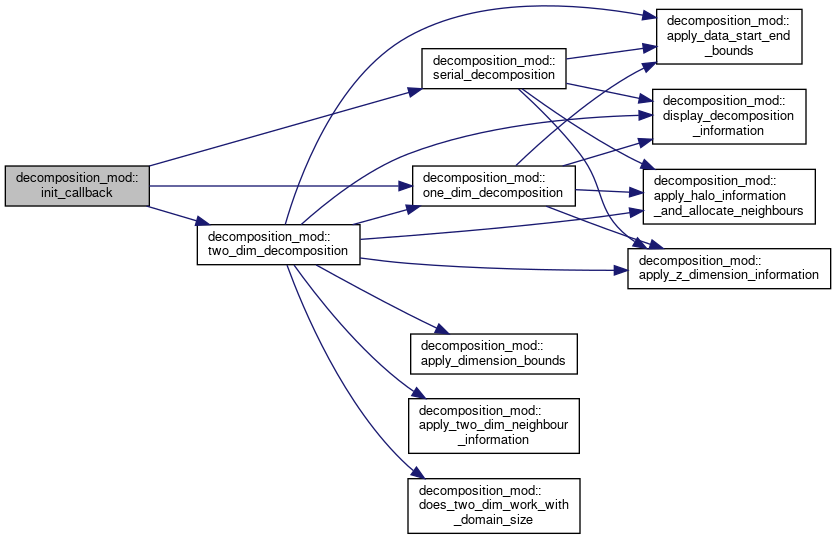 decomposition_mod::
init_callback
decomposition_mod::
serial_decomposition
decomposition_mod::
one_dim_decomposition
decomposition_mod::
two_dim_decomposition
decomposition_mod::
apply_data_start_end
_bounds
decomposition_mod::
display_decomposition
_information
decomposition_mod::
apply_halo_information
_and_allocate_neighbours
decomposition_mod::
apply_z_dimension_information
decomposition_mod::
apply_dimension_bounds
decomposition_mod::
apply_two_dim_neighbour
_information
decomposition_mod::
does_two_dim_work_with
_domain_size